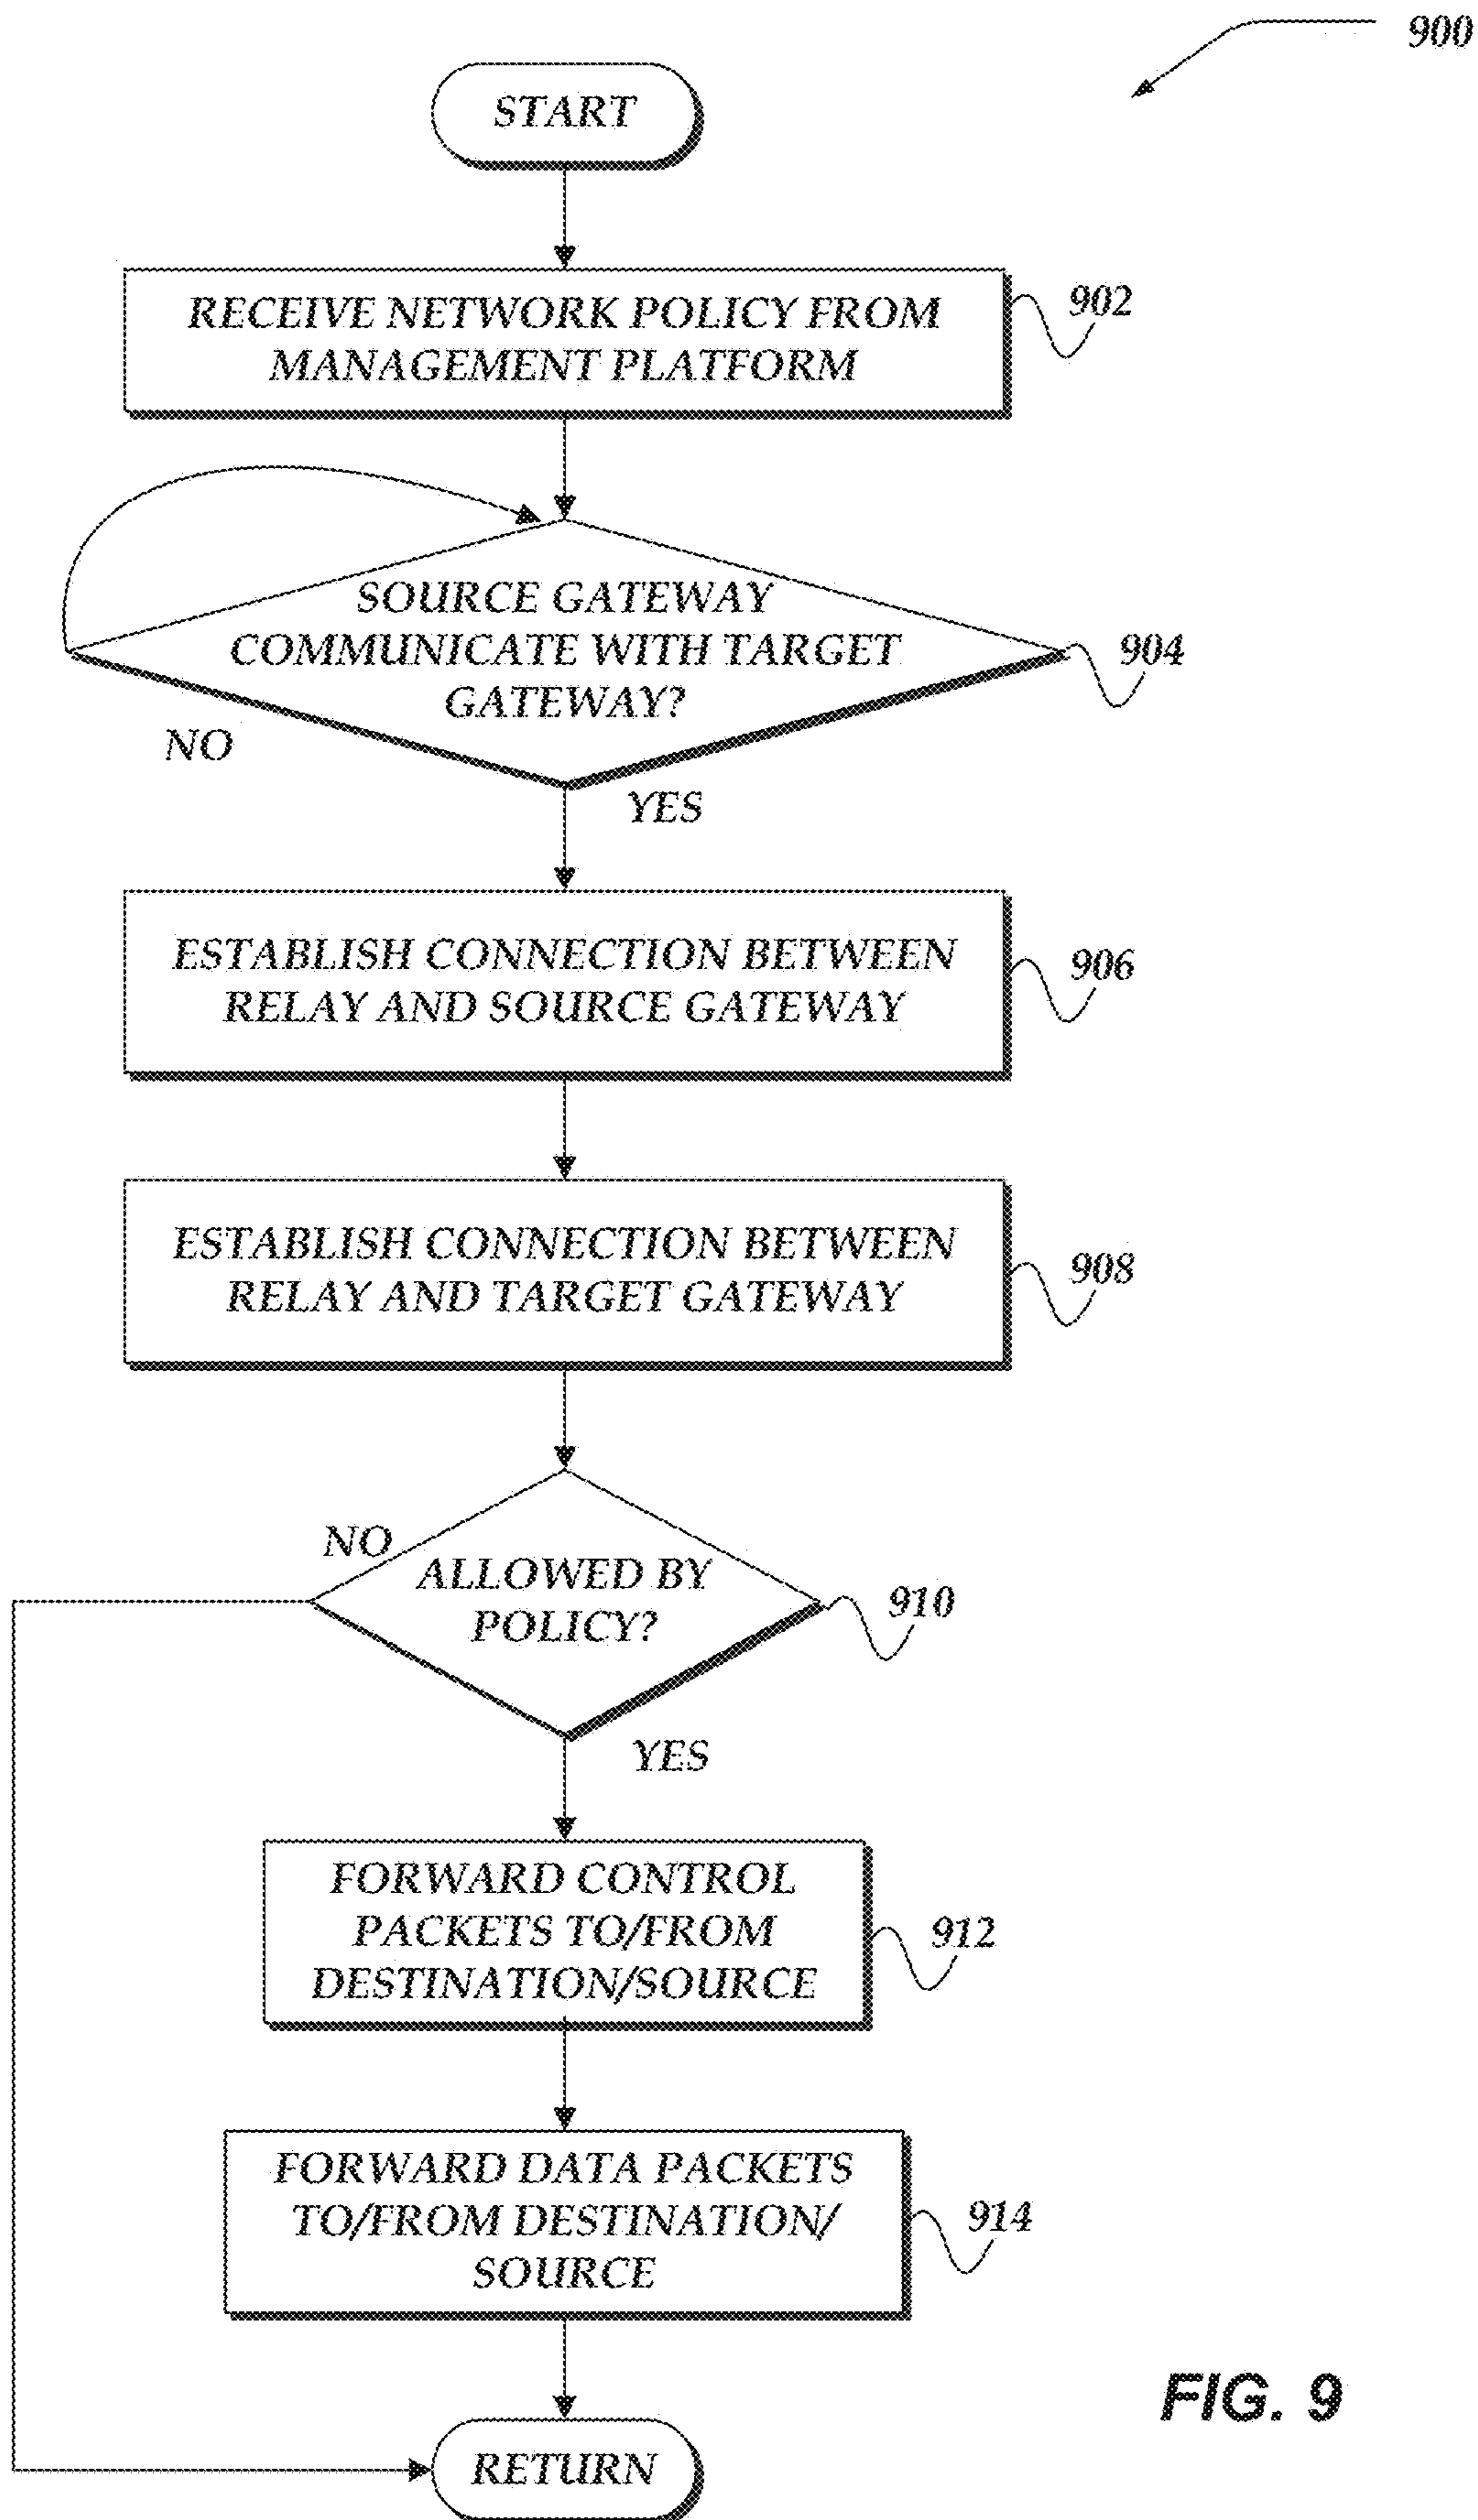 900
START
RECEIVE NETWORK POLICY FROM
MANAGEMENT PLATFORM
902
SOURCE GATEWAY
COMMUNICATE WITH TARGET
GATEWAY?
904
NO
YES
ESTABLISH CONNECTION BETWEEN
RELAY AND SOURCE GATEWAY
906
ESTABLISH CONNECTION BETWEEN
RELAY AND TARGET GATEWAY
908
NO
ALLOWED BY
POLICY?
910
YES
FORWARD CONTROL
PACKETS TO/FROM
DESTINATION/SOURCE
912
FORWARD DATA PACKETS
TO/FROM DESTINATION/
SOURCE
914
FIG. 9
RETURN